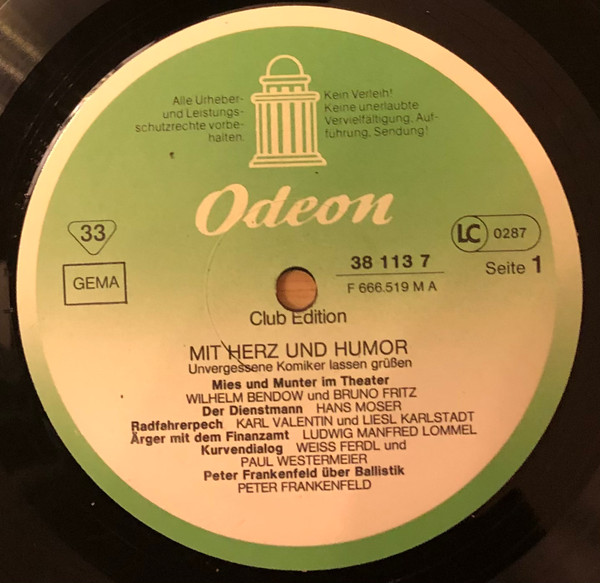 Alle Urheber-
und Leistungs-
schutzrechte vorbe-
halten.
Kein Verleih!
Keine unerlaubte
Vervielfältigung, Auf-
führung, Sendung!
Odeon
33
GEMA
LC 0287
38 113 7
F 666.519 M A
Seite 1
Club Edition
MIT HERZ UND HUMOR
Unvergessene Komiker lassen grüßen
Mies und Munter im Theater
WILHELM BENDOW und BRUNO FRITZ
Der Dienstmann HANS MOSER
Radfahrerpech KARL VALENTIN und LIESL KARLSTADT
Ärger mit dem Finanzamt LUDWIG MANFRED LOMMEL
Kurvendialog WEISS FERDL und
PAUL WESTERMEIER
Peter Frankenfeld über Ballistik
PETER FRANKENFELD